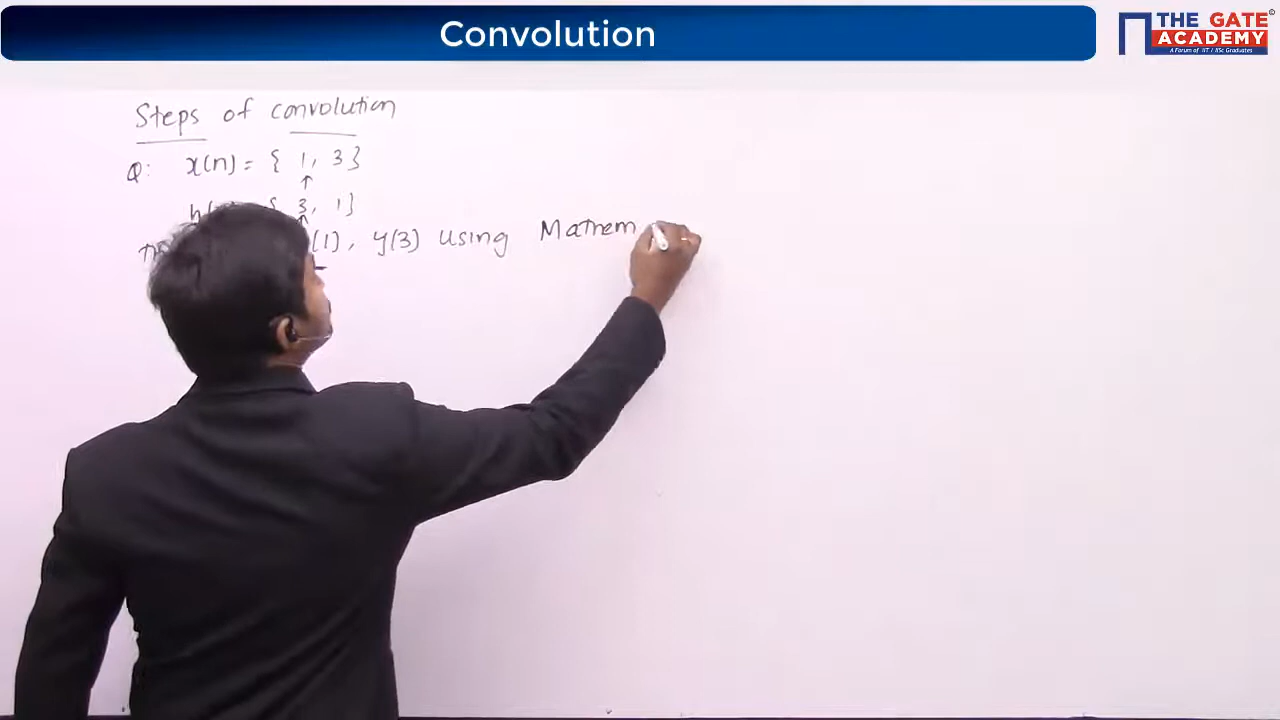 Convolution
THE GATE
ACADEMY
A Forum of IIT / IISc Graduates
Steps of convolution
Q: x(n) = { 1, 3 }
↑
3, 1 }
↑
(1), y(3) using Mathem